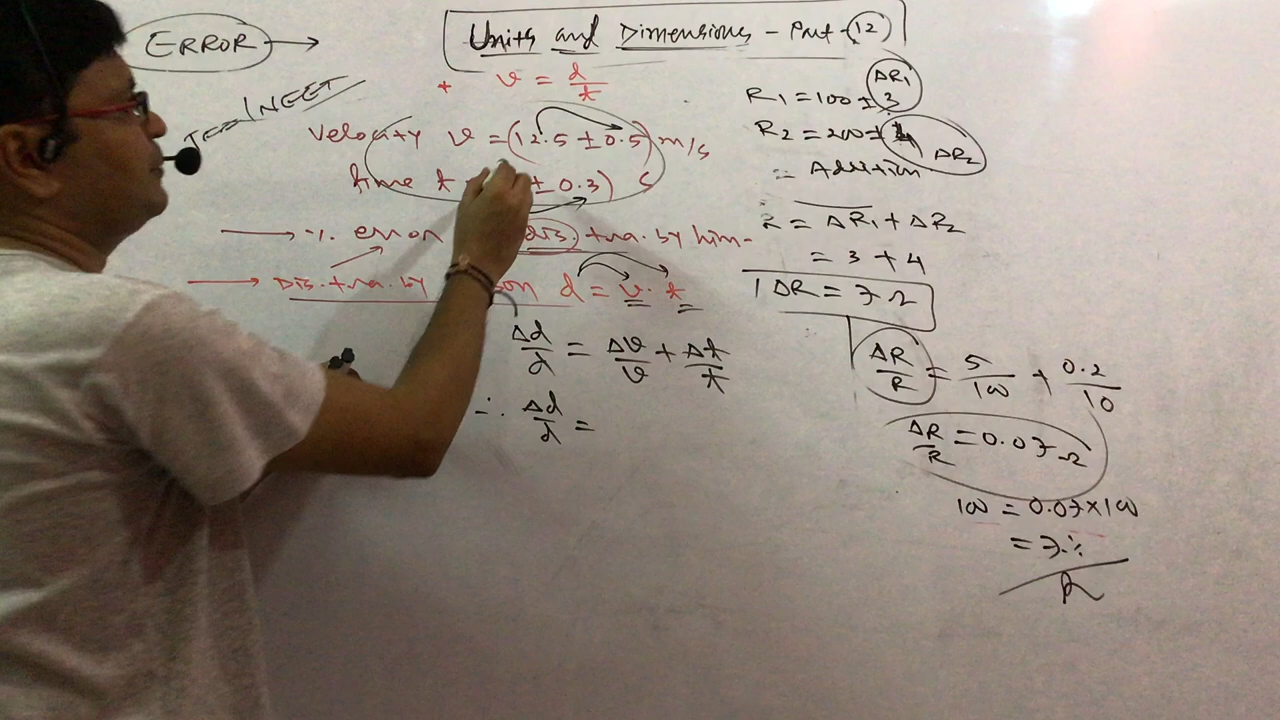 ERROR →
Units and Dimensions - Part - 12
v = d/t
JEE NEET
Velocity v = (12.5 ± 0.5) m/s
time t ± 0.3) s
→ % error (dis.) tra. by him -
→ Dis. tra. by d = v. t
Δd/d = Δv/v + Δt/t
∴ Δd/d =
R1 = 100 ± 3 ΔR1
R2 = 200 ± ΔR2
= Addition
R = ΔR1 + ΔR2
= 3 + 4
ΔR = 7 Ω
ΔR/R = 5/100 + 0.2/10
ΔR/R = 0.07 Ω
100 = 0.07 × 100
= 7 %